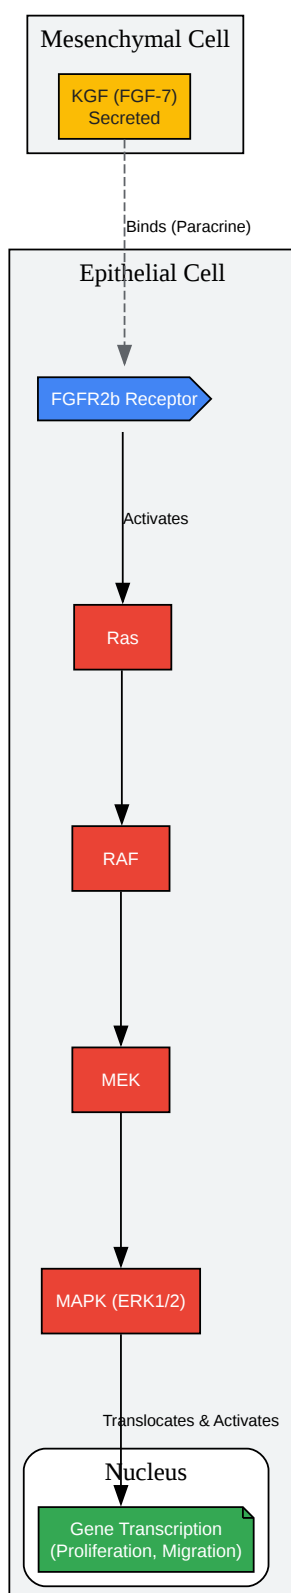 Mesenchymal Cell
KGF (FGF-7)
Secreted
Binds (Paracrine)
Epithelial Cell
FGFR2b Receptor
Activates
Ras
RAF
MEK
MAPK (ERK1/2)
Translocates & Activates
Nucleus
Gene Transcription
(Proliferation, Migration)